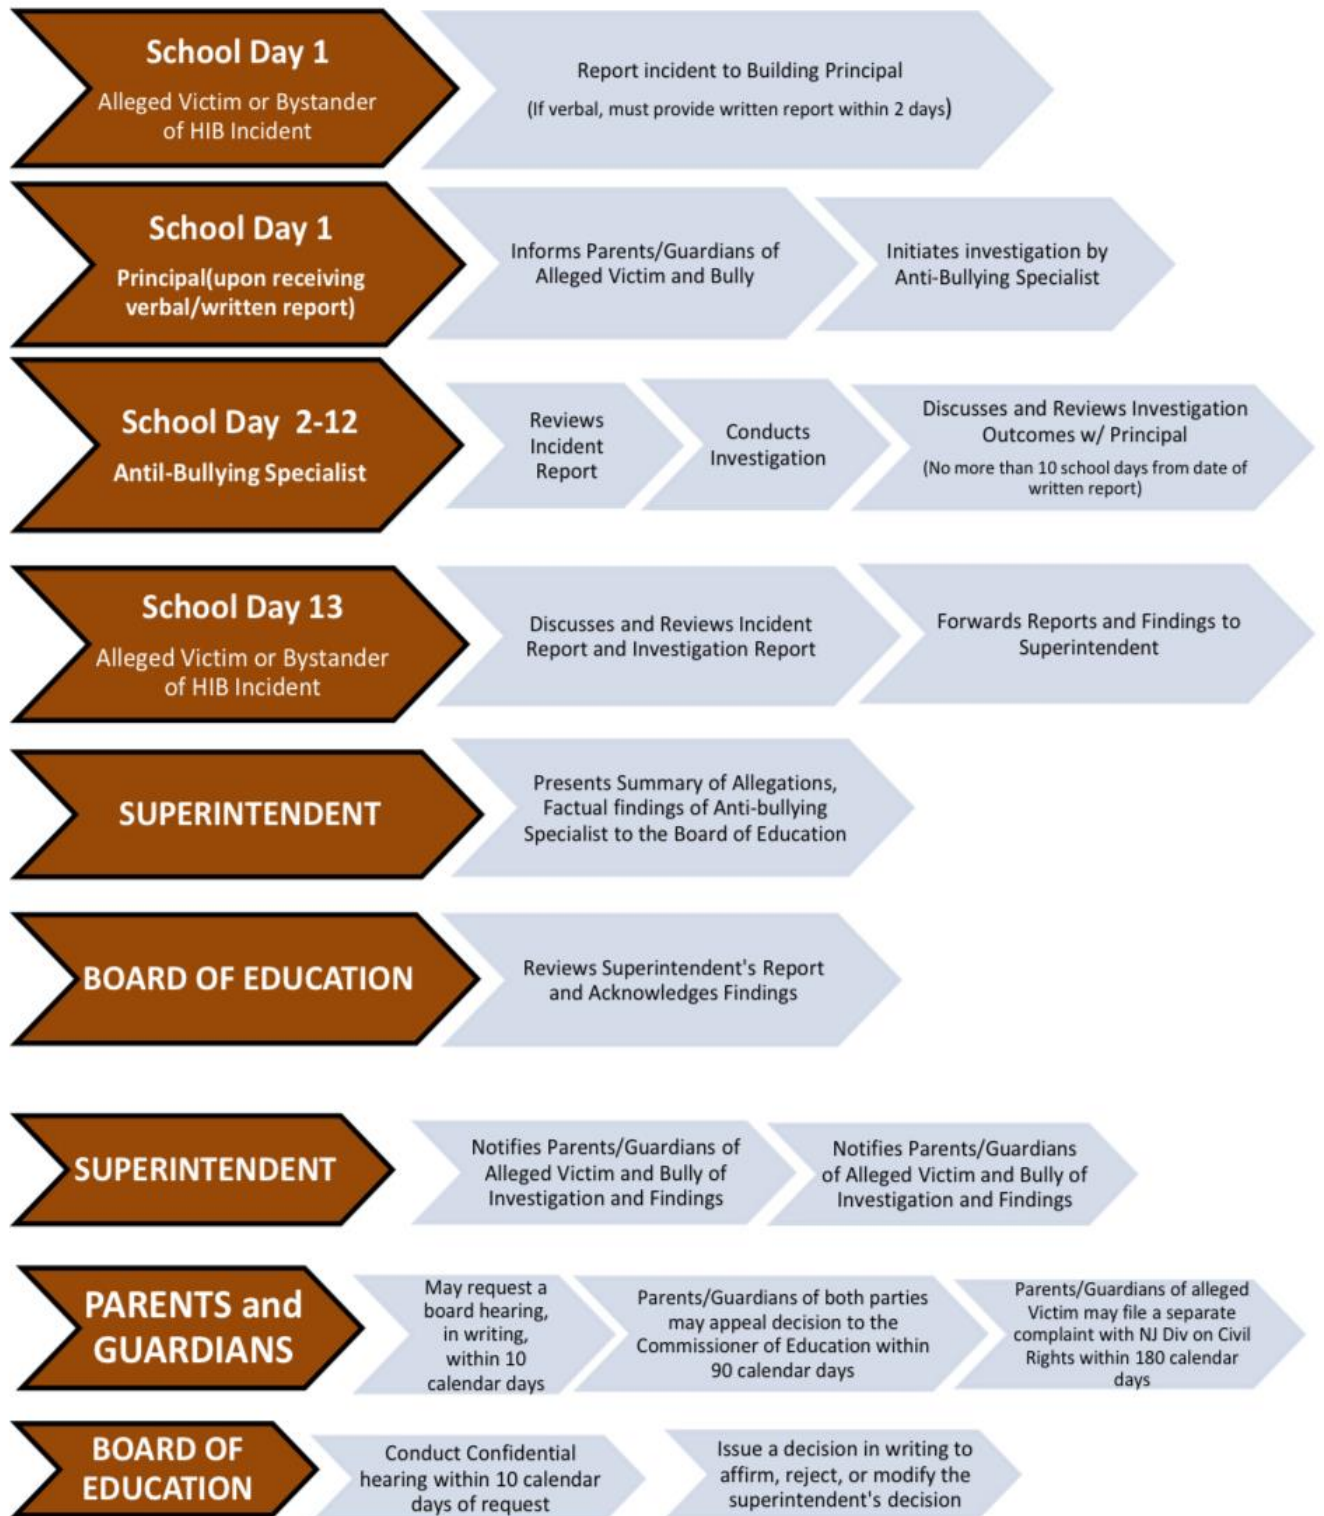 School Day 1
Alleged Victim or Bystander
of HIB Incident
Report incident to Building Principal
(If verbal, must provide written report within 2 days)
School Day 1
Principal(upon receiving
verbal/written report)
Informs Parents/Guardians of
Alleged Victim and Bully
Initiates investigation by
Anti-Bullying Specialist
School Day 2-12
Antil-Bullying Specialist
Reviews
Incident
Report
Conducts
Investigation
Discusses and Reviews Investigation
Outcomes w/ Principal
(No more than 10 school days from date of
written report)
School Day 13
Alleged Victim or Bystander
of HIB Incident
Discusses and Reviews Incident
Report and Investigation Report
Forwards Reports and Findings to
Superintendent
SUPERINTENDENT
Presents Summary of Allegations,
Factual findings of Anti-bullying
Specialist to the Board of Education
BOARD OF EDUCATION
Reviews Superintendent's Report
and Acknowledges Findings
SUPERINTENDENT
Notifies Parents/Guardians of
Alleged Victim and Bully of
Investigation and Findings
Notifies Parents/Guardians
of Alleged Victim and Bully of
Investigation and Findings
PARENTS and
GUARDIANS
May request a
board hearing,
in writing,
within 10
calendar days
Parents/Guardians of both parties
may appeal decision to the
Commissioner of Education within
90 calendar days
Parents/Guardians of alleged
Victim may file a separate
complaint with NJ Div on Civil
Rights within 180 calendar
days
BOARD OF
EDUCATION
Conduct Confidential
hearing within 10 calendar
days of request
Issue a decision in writing to
affirm, reject, or modify the
superintendent's decision